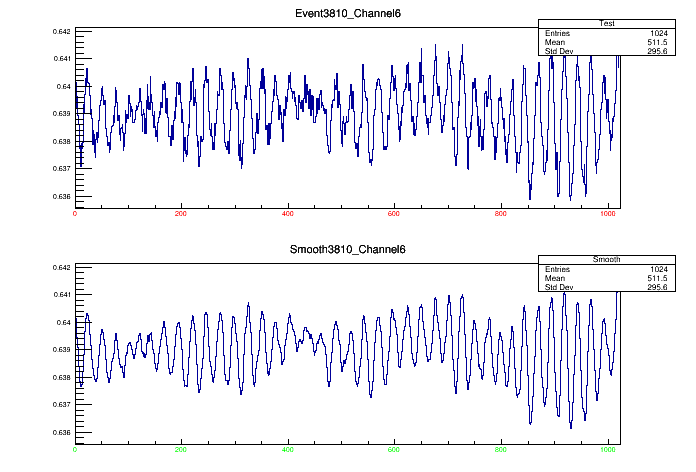 Event3810_Channel6
Test
Entries 1024
Mean 511.5
Std Dev 295.6
0.642
0.641
0.64
0.639
0.638
0.637
0.636
0 200 400 600 800 1000
Smooth3810_Channel6
Smooth
Entries 1024
Mean 511.5
Std Dev 295.6
0.642
0.641
0.64
0.639
0.638
0.637
0.636
0 200 400 600 800 1000